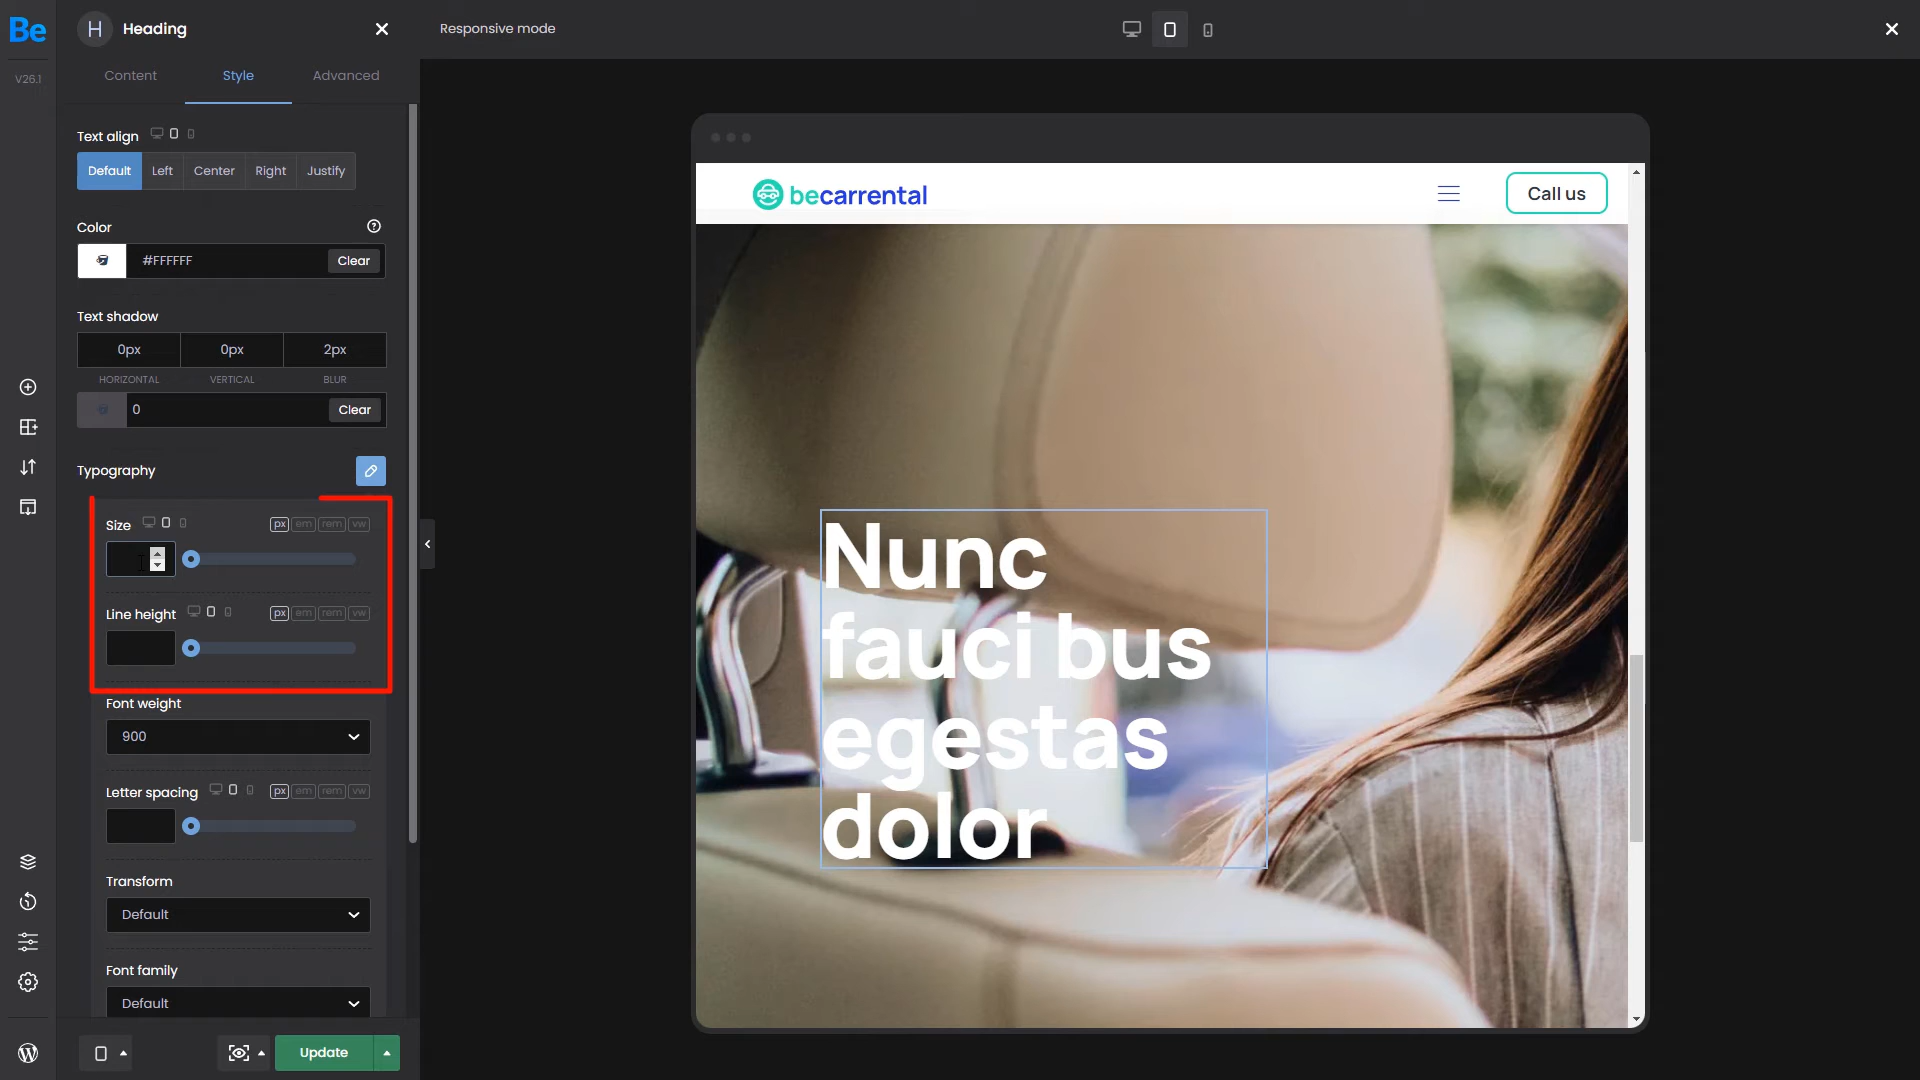 Be
Heading
Responsive mode
V26.1
Content
Style
Advanced
Text align
Default
Left
Center
Right
Justify
Color
#FFFFFF
Clear
Text shadow
0px
0px
2px
HORIZONTAL
VERTICAL
BLUR
0
Clear
Typography
Size
px
em
rem
vw
Line height
px
em
rem
vw
Font weight
900
Letter spacing
px
em
rem
vw
Transform
Default
Font family
Default
Update
becarrental
Call us
Nunc
fauci bus
egestas
dolor